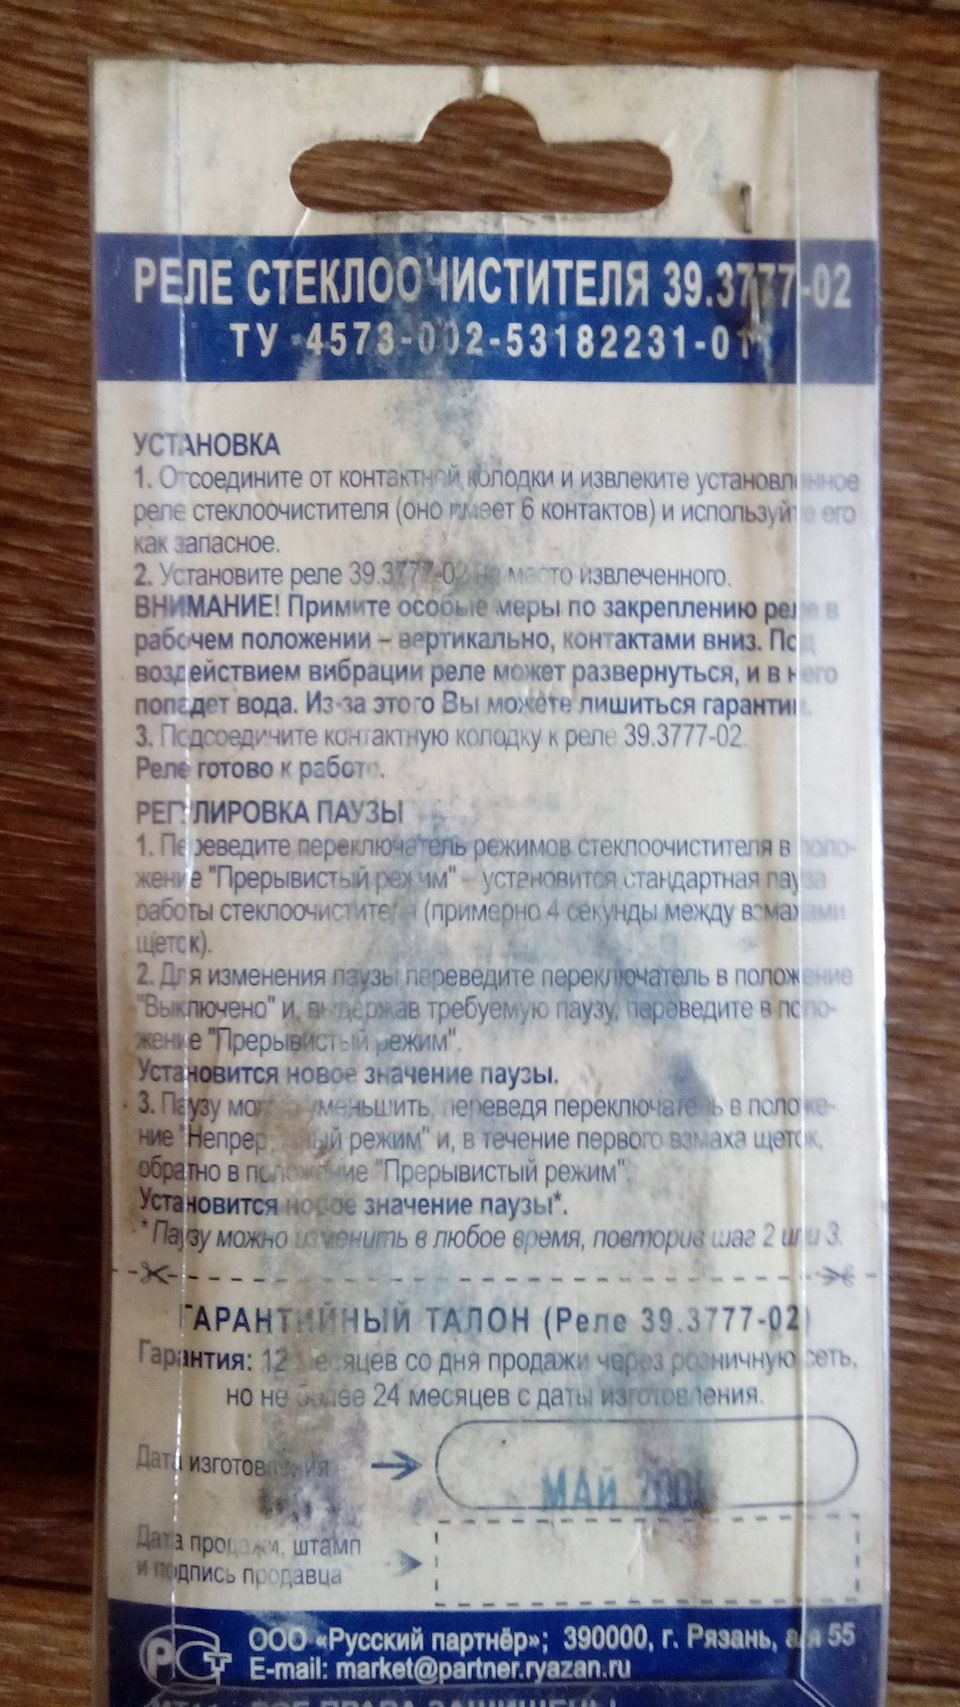 РЕЛЕ СТЕКЛООЧИСТИТЕЛЯ 39.3777-02
ТУ 4573-002-53182231-01
УСТАНОВКА
1. Отсоедините от контактной колодки и извлеките установленное
реле стеклоочистителя (оно имеет 6 контактов) и используйте его
как запасное.
2. Установите реле 39.3777-02 на место извлеченного.
ВНИМАНИЕ! Примите особые меры по закреплению реле в
рабочем положении – вертикально, контактами вниз. Под
воздействием вибрации реле может развернуться, и в него
попадет вода. Из-за этого Вы можете лишиться гарантии.
3. Подсоедичите контактную колодку к реле 39.3777-02.
Реле готово к работе.
РЕГУЛИРОВКА ПАУЗЫ
1. Переведите переключатель режимов стеклоочистителя в поло-
жение "Прерывистый режим" – установится стандартная пауза
работы стеклоочистителя (примерно 4 секунды между взмахами
щеток).
2. Для изменения паузы переведите переключатель в положение
"Выключено" и, выдержав требуемую паузу, переведите в поло-
жение "Прерывистый режим".
Установится новое значение паузы.
3. Паузу можно уменьшить, переведя переключатель в положе-
ние "Непрерывный режим" и, в течение первого взмаха щеток,
обратно в положение "Прерывистый режим".
Установится новое значение паузы*.
* Паузу можно изменить в любое время, повторив шаг 2 или 3.
ГАРАНТИЙНЫЙ ТАЛОН (Реле 39.3777-02)
Гарантия: 12 месяцев со дня продажи через розничную сеть,
но не более 24 месяцев с даты изготовления.
Дата изготовления
МАЙ
Дата продажи, штамп
и подпись продавца
РСТ
ООО «Русский партнёр»; 390000, г. Рязань, а/я 55
E-mail: market@partner.ryazan.ru
ВСЕ ПРАВА ЗАЩИЩЕНЫ